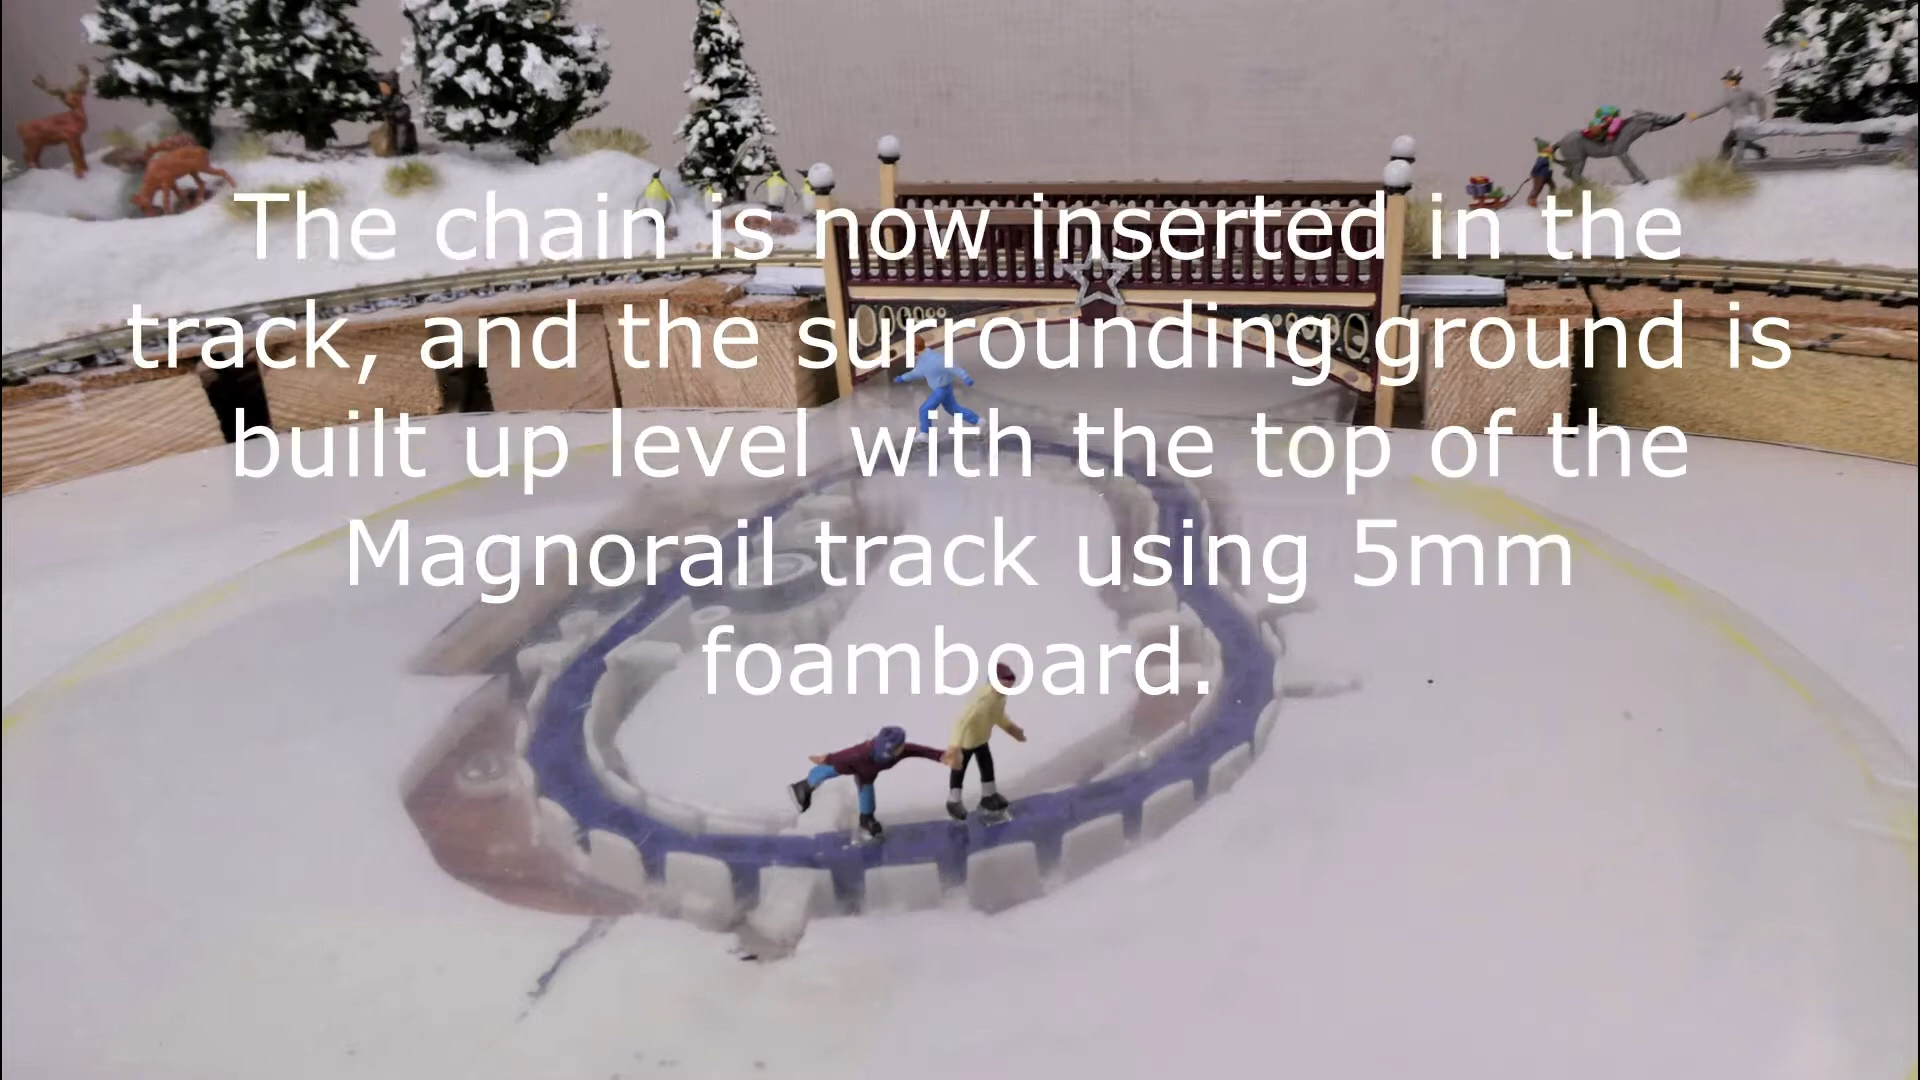 The chain is now inserted in the
track, and the surrounding ground is
built up level with the top of the
Magnorail track using 5mm
foamboard.